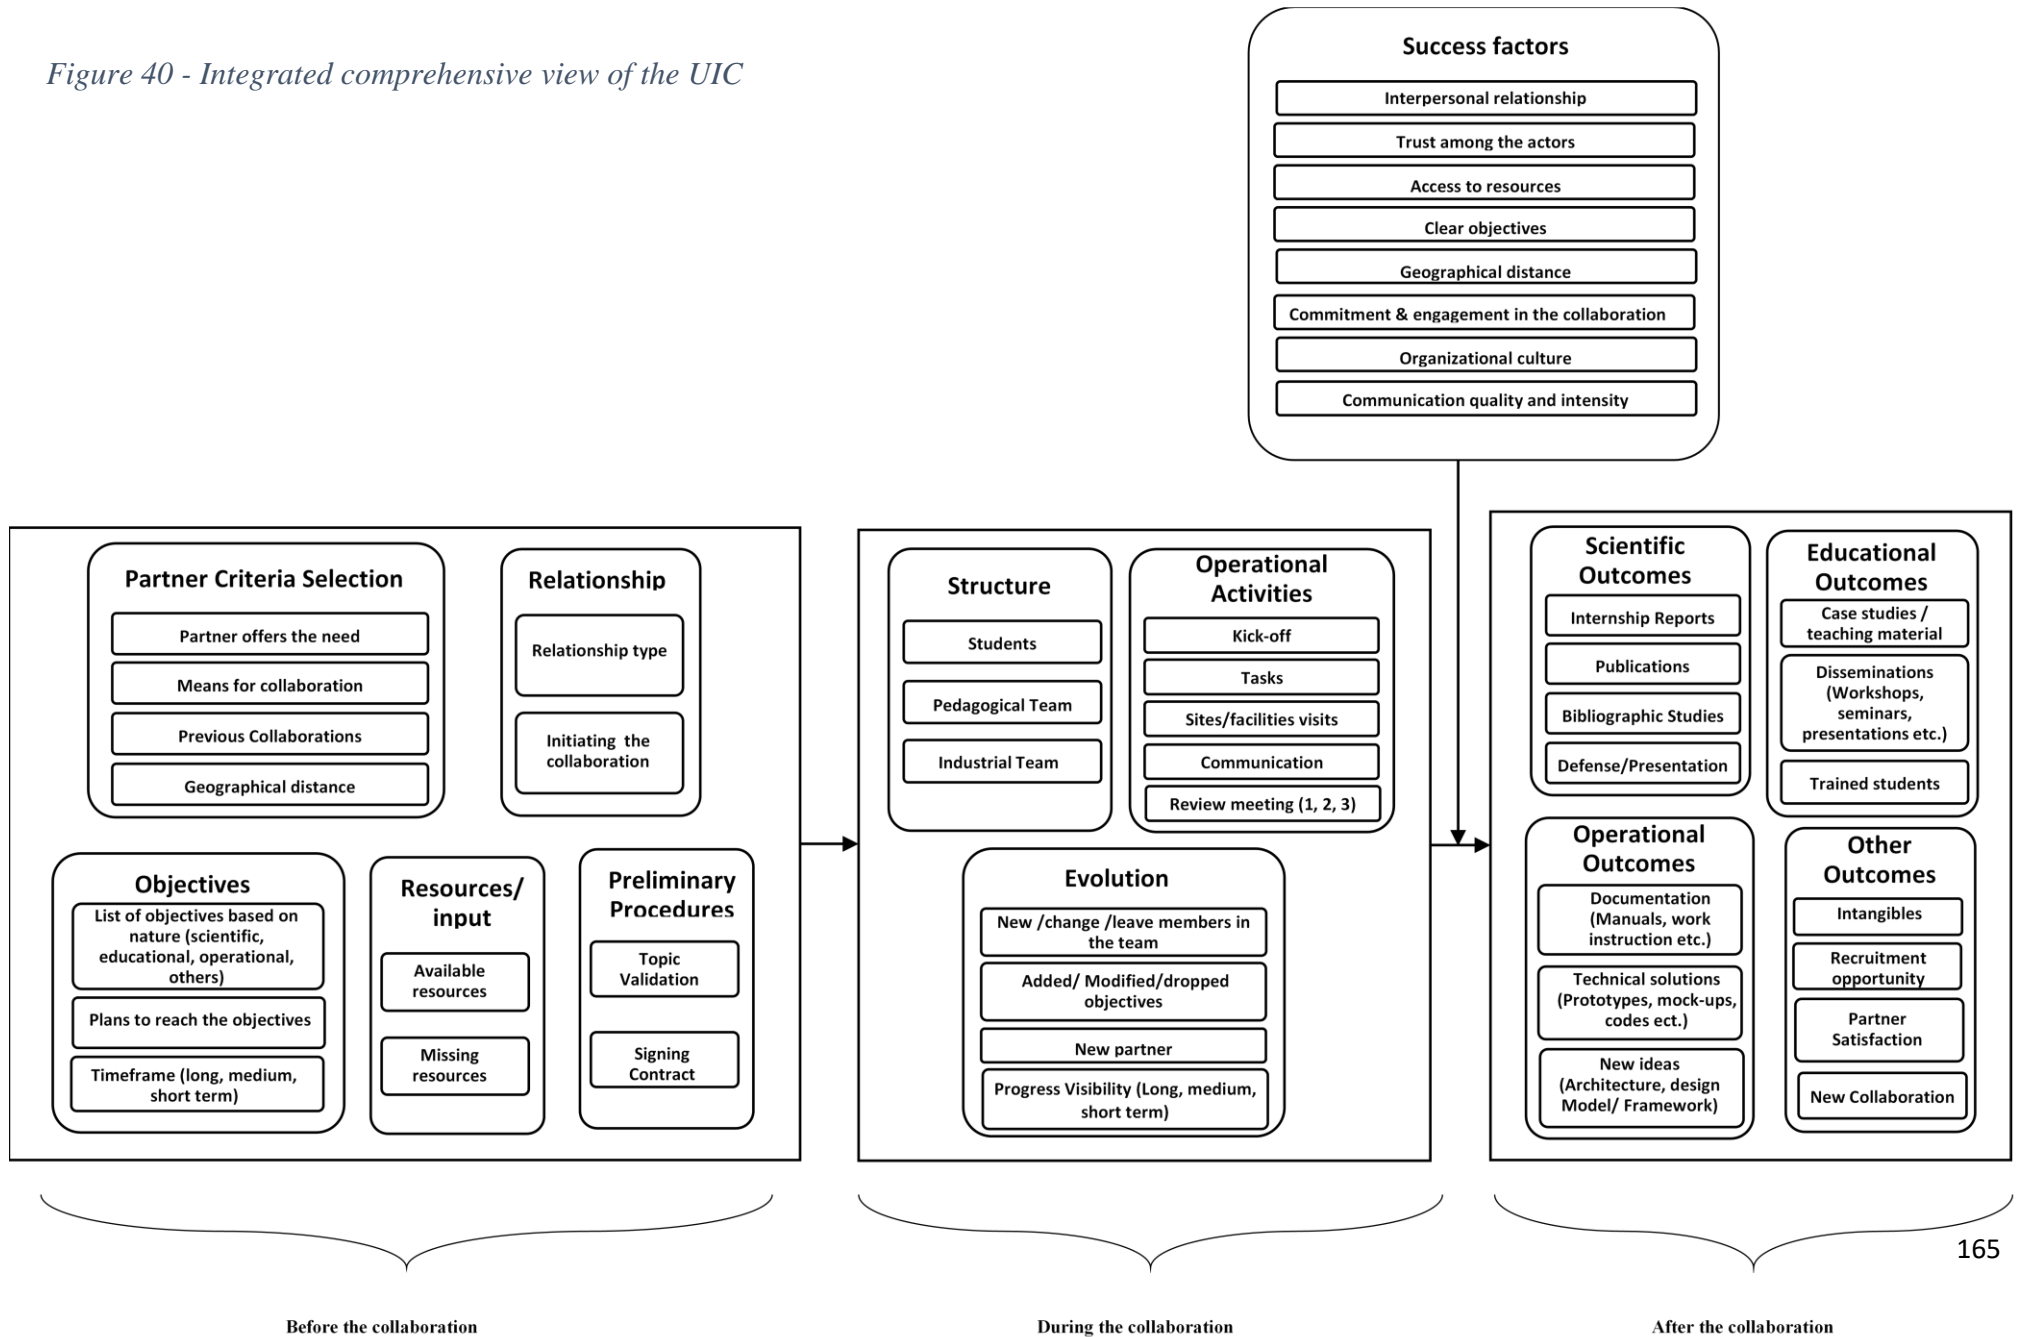 Figure 40 - Integrated comprehensive view of the UIC
Success factors
Interpersonal relationship
Trust among the actors
Access to resources
Clear objectives
Geographical distance
Commitment & engagement in the collaboration
Organizational culture
Communication quality and intensity
Partner Criteria Selection
Partner offers the need
Means for collaboration
Previous Collaborations
Geographical distance
Relationship
Relationship type
Initiating the
collaboration
Objectives
List of objectives based on
nature (scientific,
educational, operational,
others)
Plans to reach the objectives
Timeframe (long, medium,
short term)
Resources/
input
Available
resources
Missing
resources
Preliminary
Procedures
Topic
Validation
Signing
Contract
Structure
Students
Pedagogical Team
Industrial Team
Operational
Activities
Kick-off
Tasks
Sites/facilities visits
Communication
Review meeting (1, 2, 3)
Evolution
New /change /leave members in
the team
Added/ Modified/dropped
objectives
New partner
Progress Visibility (Long, medium,
short term)
Scientific
Outcomes
Internship Reports
Publications
Bibliographic Studies
Defense/Presentation
Educational
Outcomes
Case studies /
teaching material
Disseminations
(Workshops,
seminars,
presentations etc.)
Trained students
Operational
Outcomes
Documentation
(Manuals, work
instruction etc.)
Technical solutions
(Prototypes, mock-ups,
codes ect.)
New ideas
(Architecture, design
Model/ Framework)
Other
Outcomes
Intangibles
Recruitment
opportunity
Partner
Satisfaction
New Collaboration
165
Before the collaboration
During the collaboration
After the collaboration